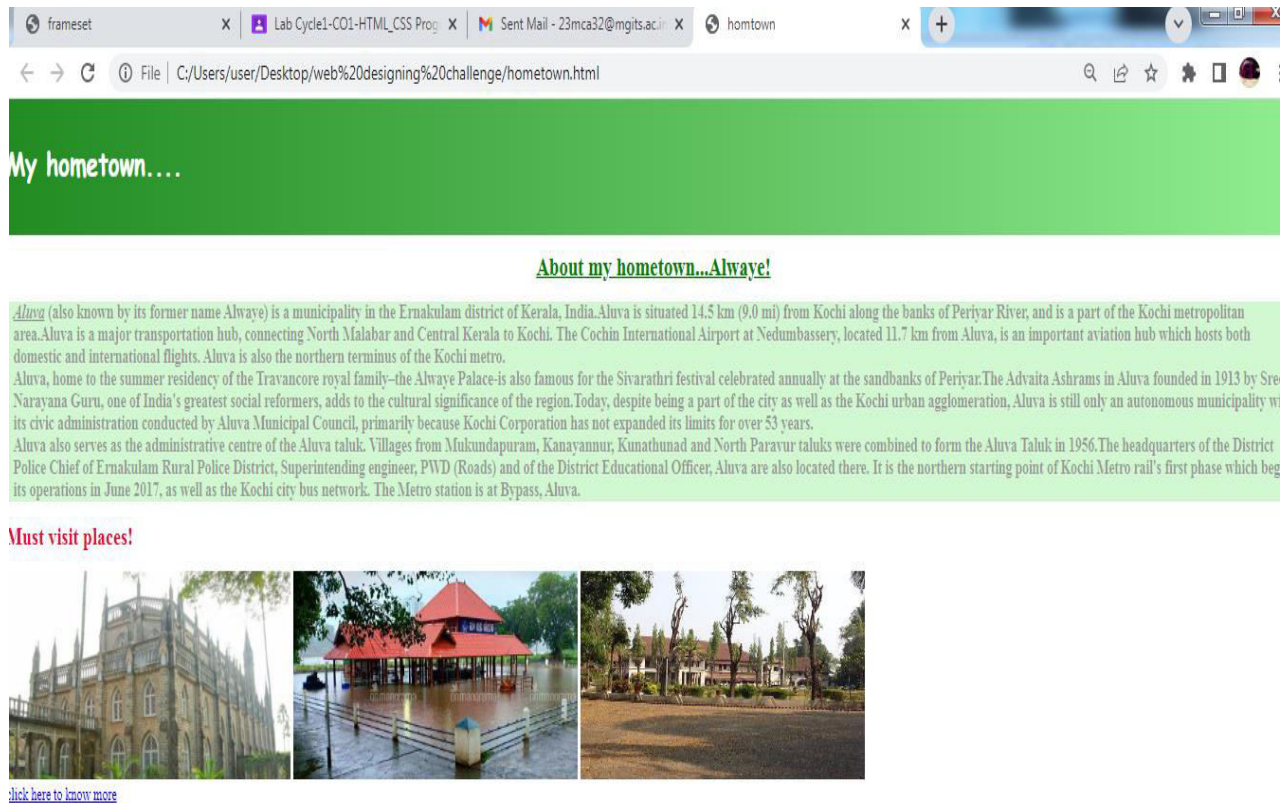 frameset
Lab Cycle1-CO1-HTML_CSS Prog
Sent Mail - 23mca32@mgits.ac.in
homtown
File
C:/Users/user/Desktop/web%20designing%20challenge/hometown.html
My hometown....
About my hometown...Alwaye!
Aluva (also known by its former name Alwaye) is a municipality in the Ernakulam district of Kerala, India.Aluva is situated 14.5 km (9.0 mi) from Kochi along the banks of Periyar River, and is a part of the Kochi metropolitan
area.Aluva is a major transportation hub, connecting North Malabar and Central Kerala to Kochi. The Cochin International Airport at Nedumbassery, located 11.7 km from Aluva, is an important aviation hub which hosts both
domestic and international flights. Aluva is also the northern terminus of the Kochi metro.
Aluva, home to the summer residency of the Travancore royal family–the Alwaye Palace-is also famous for the Sivarathri festival celebrated annually at the sandbanks of Periyar.The Advaita Ashrams in Aluva founded in 1913 by Sree
Narayana Guru, one of India's greatest social reformers, adds to the cultural significance of the region.Today, despite being a part of the city as well as the Kochi urban agglomeration, Aluva is still only an autonomous municipality wi
its civic administration conducted by Aluva Municipal Council, primarily because Kochi Corporation has not expanded its limits for over 53 years.
Aluva also serves as the administrative centre of the Aluva taluk. Villages from Mukundapuram, Kanayannur, Kunathunad and North Paravur taluks were combined to form the Aluva Taluk in 1956.The headquarters of the District
Police Chief of Ernakulam Rural Police District, Superintending engineer, PWD (Roads) and of the District Educational Officer, Aluva are also located there. It is the northern starting point of Kochi Metro rail's first phase which beg
its operations in June 2017, as well as the Kochi city bus network. The Metro station is at Bypass, Aluva.
Must visit places!
click here to know more